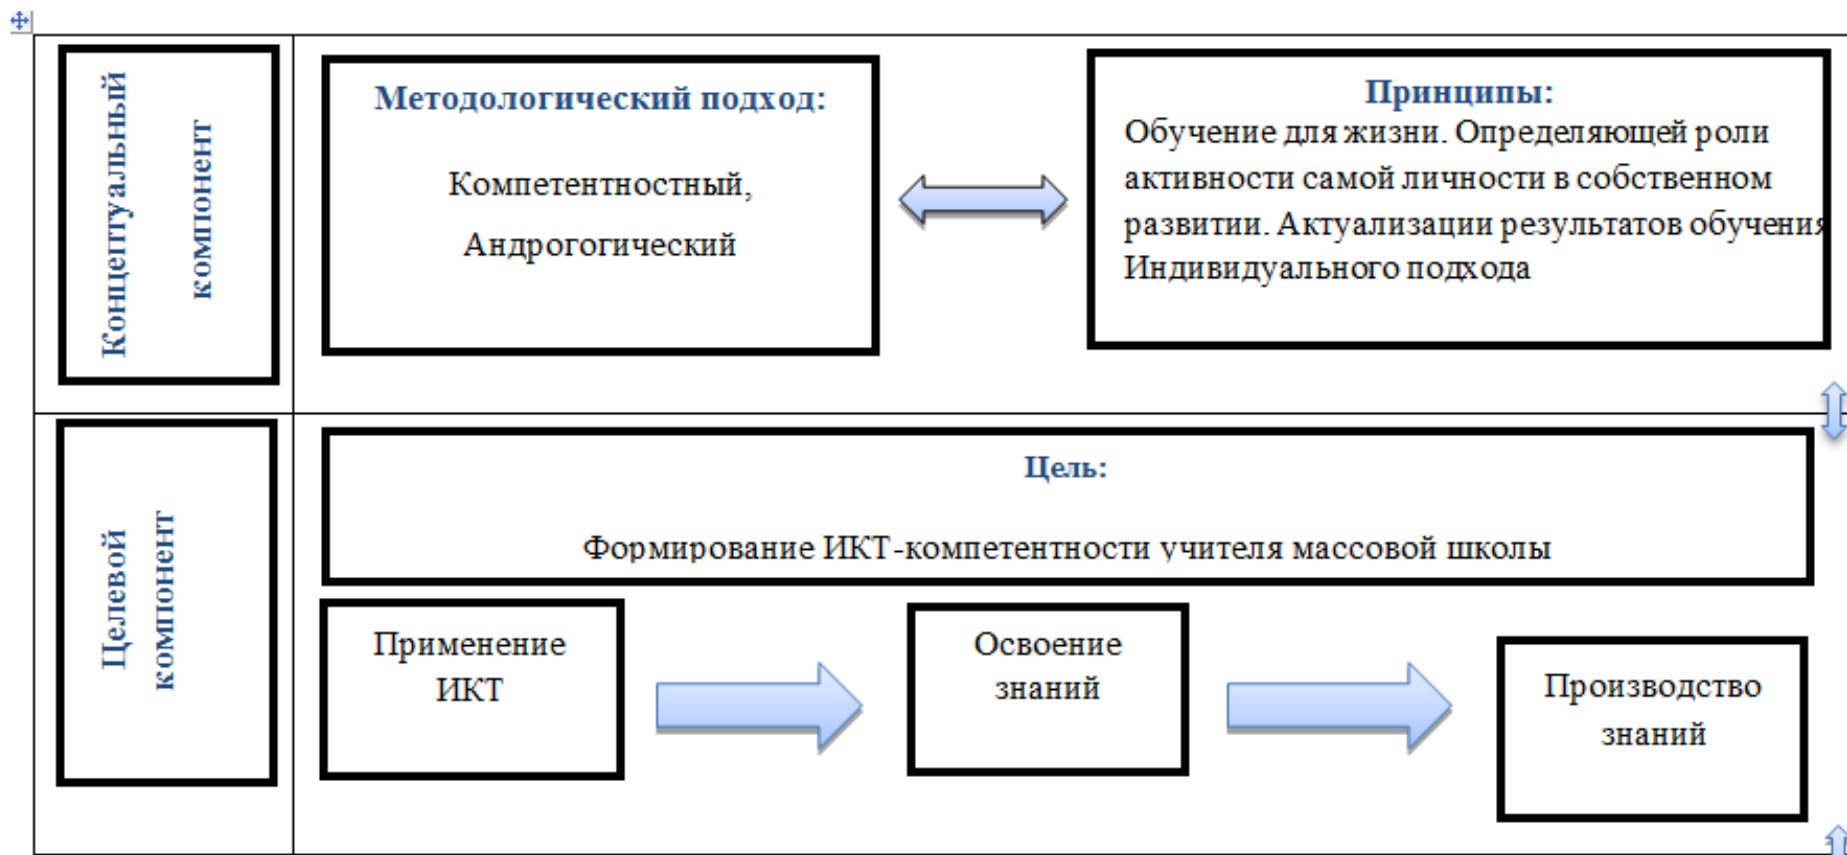 Концептуальный
компонент
Методологический подход:
Компетентностный,
Андрогогический
Принципы:
Обучение для жизни. Определяющей роли
активности самой личности в собственном
развитии. Актуализации результатов обучения
Индивидуального подхода
Целевой
компонент
Цель:
Формирование ИКТ-компетентности учителя массовой школы
Применение
ИКТ
Освоение
знаний
Производство
знаний